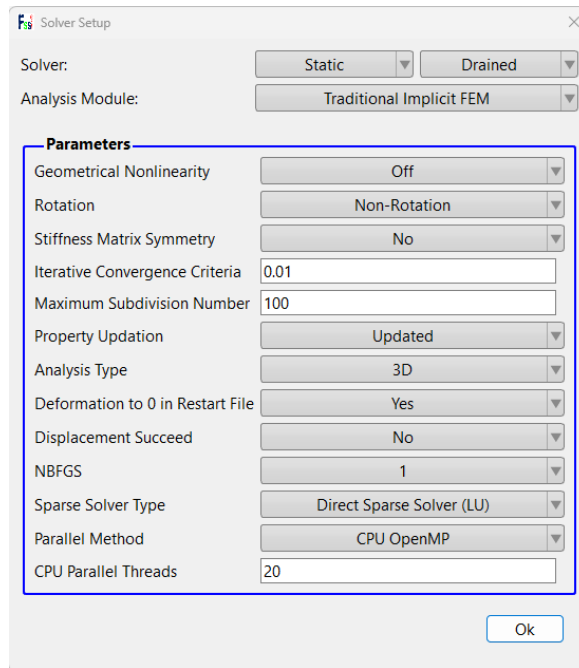 Fssi Solver Setup
Solver: Static Drained
Analysis Module: Traditional Implicit FEM
Parameters
Geometrical Nonlinearity Off
Rotation Non-Rotation
Stiffness Matrix Symmetry No
Iterative Convergence Criteria 0.01
Maximum Subdivision Number 100
Property Updation Updated
Analysis Type 3D
Deformation to 0 in Restart File Yes
Displacement Succeed No
NBFGS 1
Sparse Solver Type Direct Sparse Solver (LU)
Parallel Method CPU OpenMP
CPU Parallel Threads 20
Ok